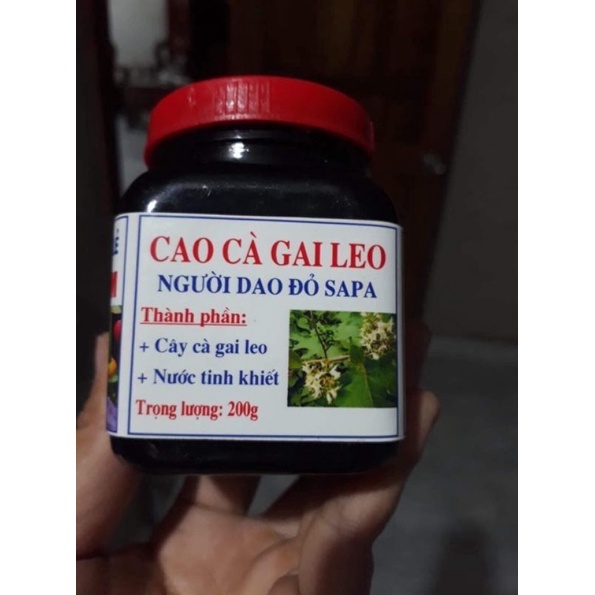 CAO CÀ GAI LEO
NGƯỜI DAO ĐỎ SAPA
Thành phần:
+ Cây cà gai leo
+ Nước tinh khiết
Trọng lượng: 200g